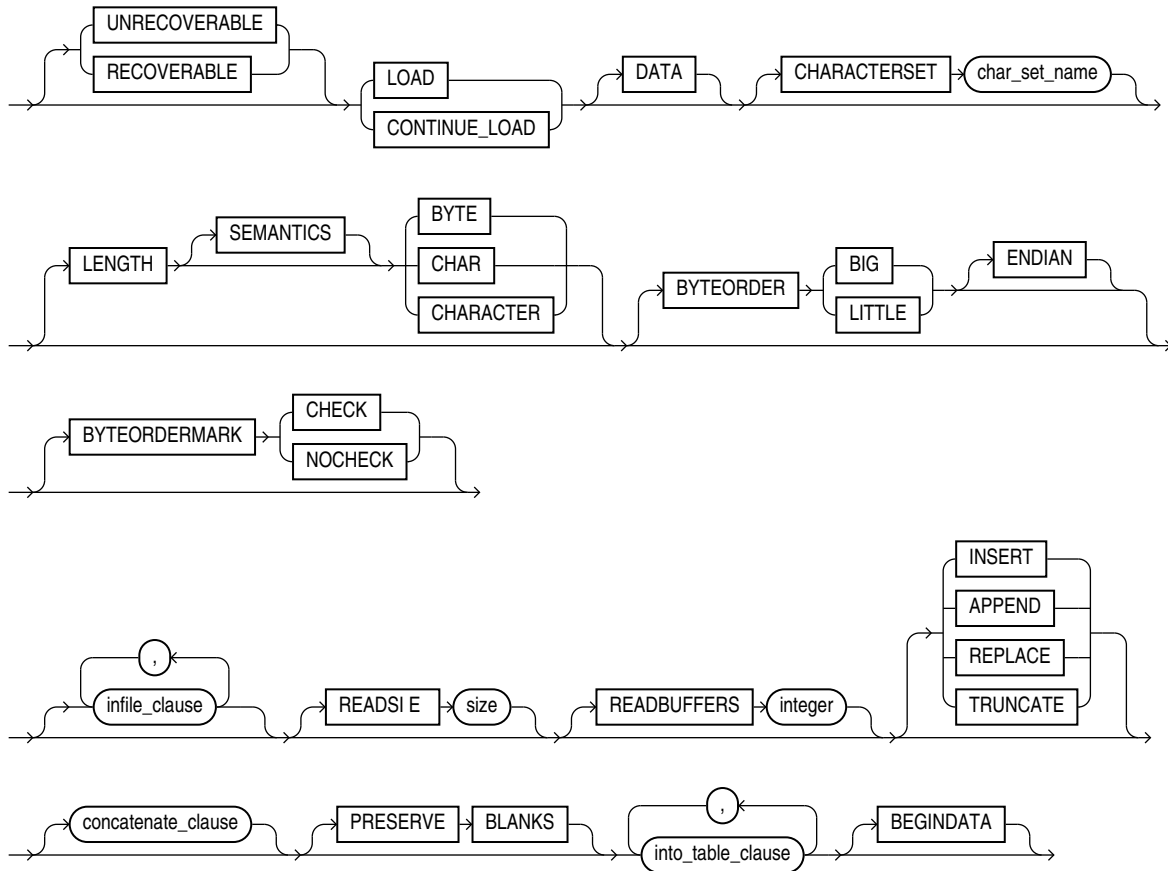 UNRECOVERABLE
RECOVERABLE
LOAD
CONTINUE_LOAD
DATA
CHARACTERSET char_set_name
LENGTH
SEMANTICS
BYTE
CHAR
CHARACTER
BYTEORDER
BIG
LITTLE
ENDIAN
BYTEORDERMARK
CHECK
NOCHECK
,
infile_clause
READSI E size
READBUFFERS integer
INSERT
APPEND
REPLACE
TRUNCATE
concatenate_clause
PRESERVE BLANKS
,
into_table_clause
BEGINDATA